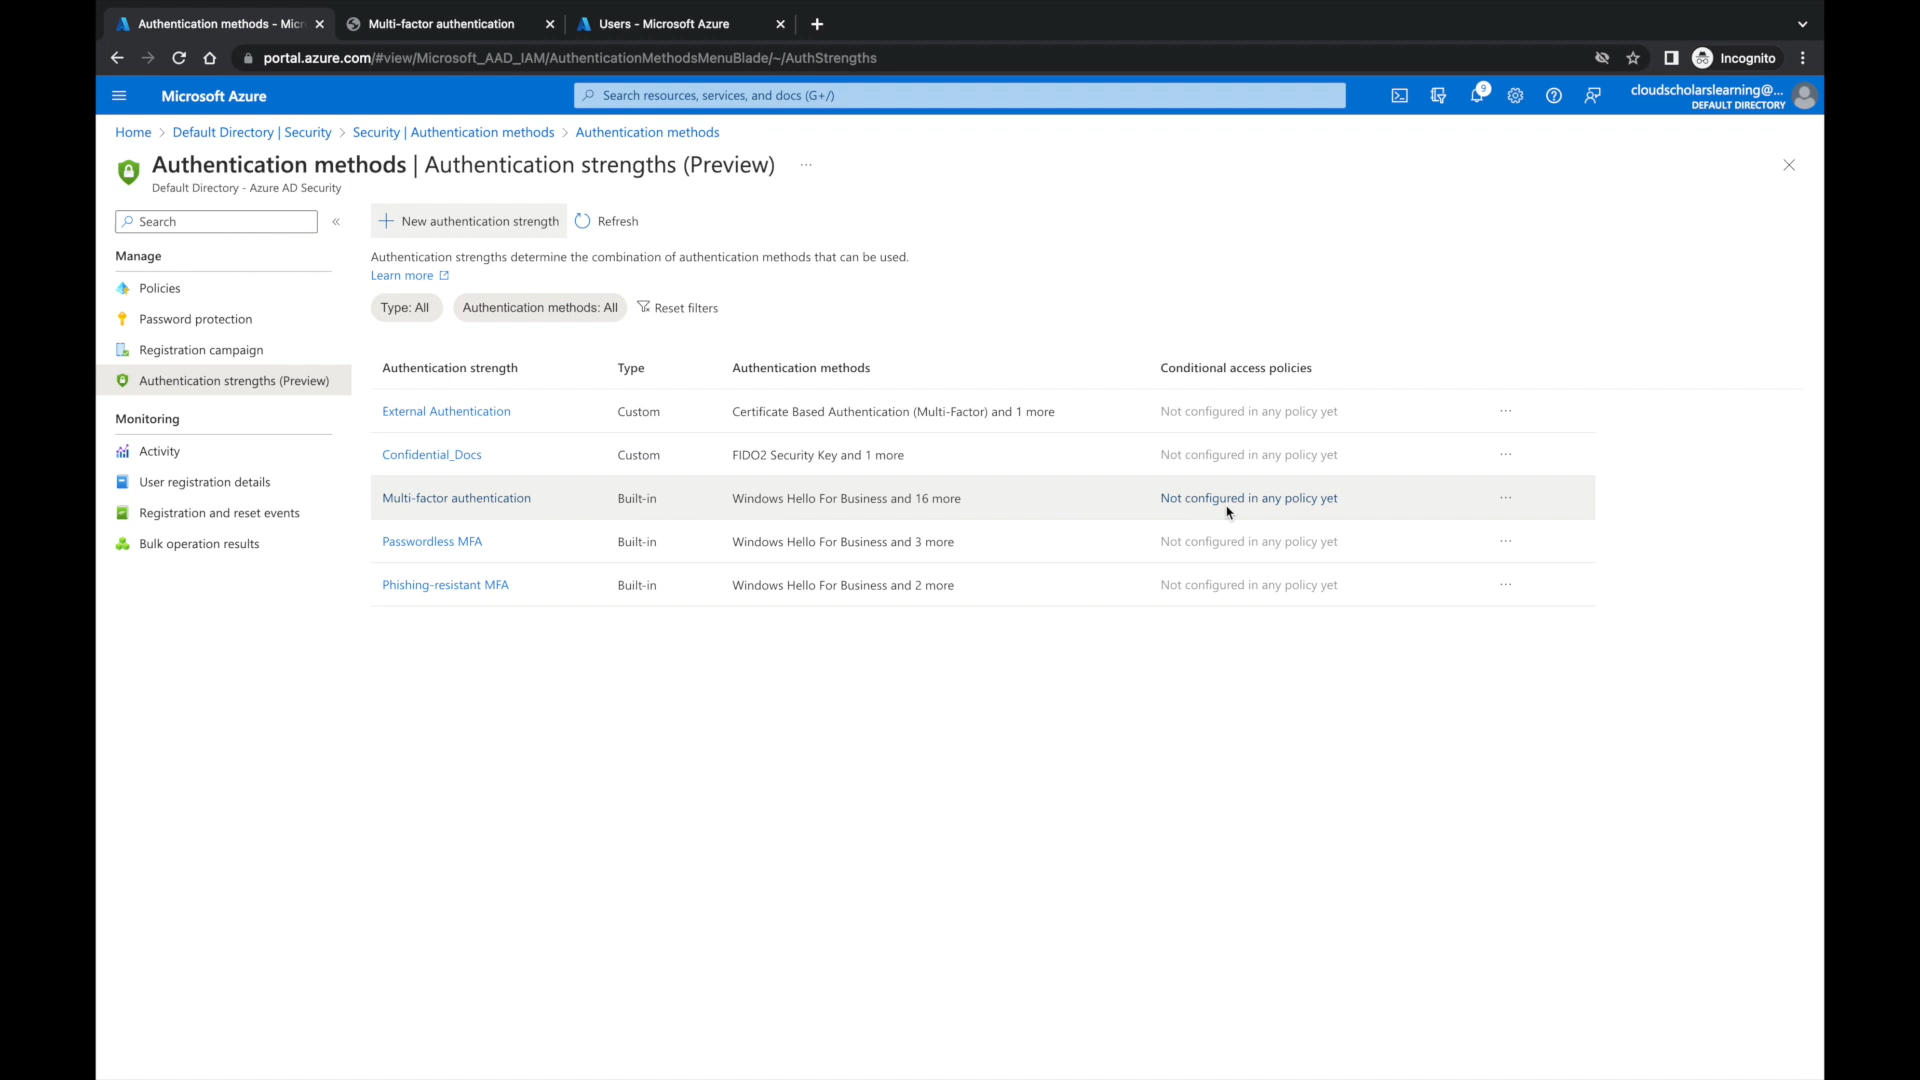 Authentication methods - Micr
Multi-factor authentication
Users - Microsoft Azure
portal.azure.com/#view/Microsoft_AAD_IAM/AuthenticationMethodsMenuBlade/~/AuthStrengths
Incognito
Microsoft Azure
Search resources, services, and docs (G+/)
9
cloudscholarslearning@...
DEFAULT DIRECTORY
Home > Default Directory | Security > Security | Authentication methods > Authentication methods
Authentication methods | Authentication strengths (Preview) ...
Default Directory - Azure AD Security
Search «
New authentication strength
Refresh
Manage
Authentication strengths determine the combination of authentication methods that can be used.
Learn more
Policies
Type: All
Authentication methods: All
Reset filters
Password protection
Registration campaign
Authentication strengths (Preview)
Monitoring
Activity
User registration details
Registration and reset events
Bulk operation results
Authentication strength Type Authentication methods Conditional access policies
External Authentication Custom Certificate Based Authentication (Multi-Factor) and 1 more Not configured in any policy yet ...
Confidential_Docs Custom FIDO2 Security Key and 1 more Not configured in any policy yet ...
Multi-factor authentication Built-in Windows Hello For Business and 16 more Not configured in any policy yet ...
Passwordless MFA Built-in Windows Hello For Business and 3 more Not configured in any policy yet ...
Phishing-resistant MFA Built-in Windows Hello For Business and 2 more Not configured in any policy yet ...